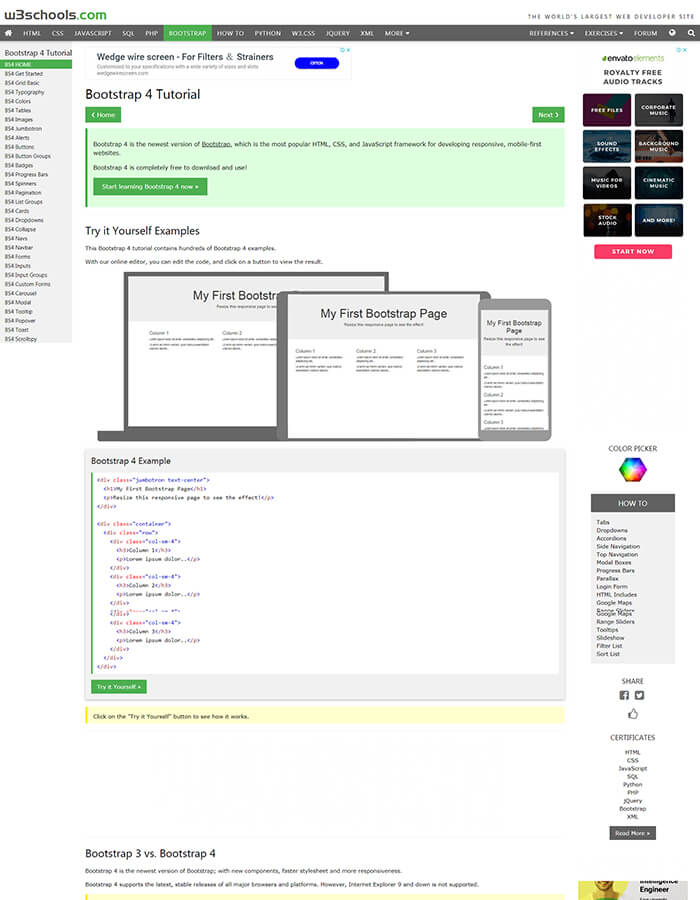 w3schools.com
THE WORLD'S LARGEST WEB DEVELOPER SITE
HTML CSS JAVASCRIPT SQL PHP BOOTSTRAP HOW TO PYTHON W3.CSS JQUERY XML MORE REFERENCES EXERCISES FORUM
Bootstrap 4 Tutorial
BS4 HOME
BS4 Get Started
BS4 Grid Basic
BS4 Typography
BS4 Colors
BS4 Tables
BS4 Images
BS4 Jumbotron
BS4 Alerts
BS4 Buttons
BS4 Button Groups
BS4 Badges
BS4 Progress Bars
BS4 Spinners
BS4 Pagination
BS4 List Groups
BS4 Cards
BS4 Dropdowns
BS4 Collapse
BS4 Navs
BS4 Navbar
BS4 Forms
BS4 Inputs
BS4 Input Groups
BS4 Custom Forms
BS4 Carousel
BS4 Modal
BS4 Tooltip
BS4 Popover
BS4 Toast
BS4 Scrollspy
Wedge wire screen - For Filters & Strainers
Customized to your specifications with a wide variety of sizes and slots
wedgewirescreen.com
OPEN
Bootstrap 4 Tutorial
❮ Home
Next ❯
Bootstrap 4 is the newest version of Bootstrap, which is the most popular HTML, CSS, and JavaScript framework for developing responsive, mobile-first
websites.
Bootstrap 4 is completely free to download and use!
Start learning Bootstrap 4 now »
Try it Yourself Examples
This Bootstrap 4 tutorial contains hundreds of Bootstrap 4 examples.
With our online editor, you can edit the code, and click on a button to view the result.
My First Bootstra
Resize this responsive page to see the
Column 1
Column 2
My First Bootstrap Page
Resize this responsive page to see the effect!
Column 1
Column 2
Column 3
My First Bootstrap
Page
Resize this responsive page to see
the effect!
Column 1
Column 2
Column 3
Bootstrap 4 Example
<div class="jumbotron text-center">
<h1>My First Bootstrap Page</h1>
<p>Resize this responsive page to see the effect!</p>
</div>
<div class="container">
<div class="row">
<div class="col-sm-4">
<h3>Column 1</h3>
<p>Lorem ipsum dolor..</p>
</div>
<div class="col-sm-4">
<h3>Column 2</h3>
<p>Lorem ipsum dolor..</p>
</div>
</div>
<div class="col-sm-4">
<h3>Column 3</h3>
<p>Lorem ipsum dolor..</p>
</div>
</div>
</div>
Try it Yourself »
Click on the "Try it Yourself" button to see how it works.
Bootstrap 3 vs. Bootstrap 4
Bootstrap 4 is the newest version of Bootstrap; with new components, faster stylesheet and more responsiveness.
Bootstrap 4 supports the latest, stable releases of all major browsers and platforms. However, Internet Explorer 9 and down is not supported.
envatoelements
ROYALTY FREE
AUDIO TRACKS
FREE FILES
CORPORATE
MUSIC
SOUND
EFFECTS
BACKGROUND
MUSIC
MUSIC FOR
VIDEOS
CINEMATIC
MUSIC
STOCK
AUDIO
AND MORE!
START NOW
COLOR PICKER
HOW TO
Tabs
Dropdowns
Accordions
Side Navigation
Top Navigation
Modal Boxes
Progress Bars
Parallax
Login Form
HTML Includes
Google Maps
Range Sliders
Google Maps
Range Sliders
Tooltips
Slideshow
Filter List
Sort List
SHARE
CERTIFICATES
HTML
CSS
JavaScript
SQL
Python
PHP
jQuery
Bootstrap
XML
Read More »
Intelligence
Engineer